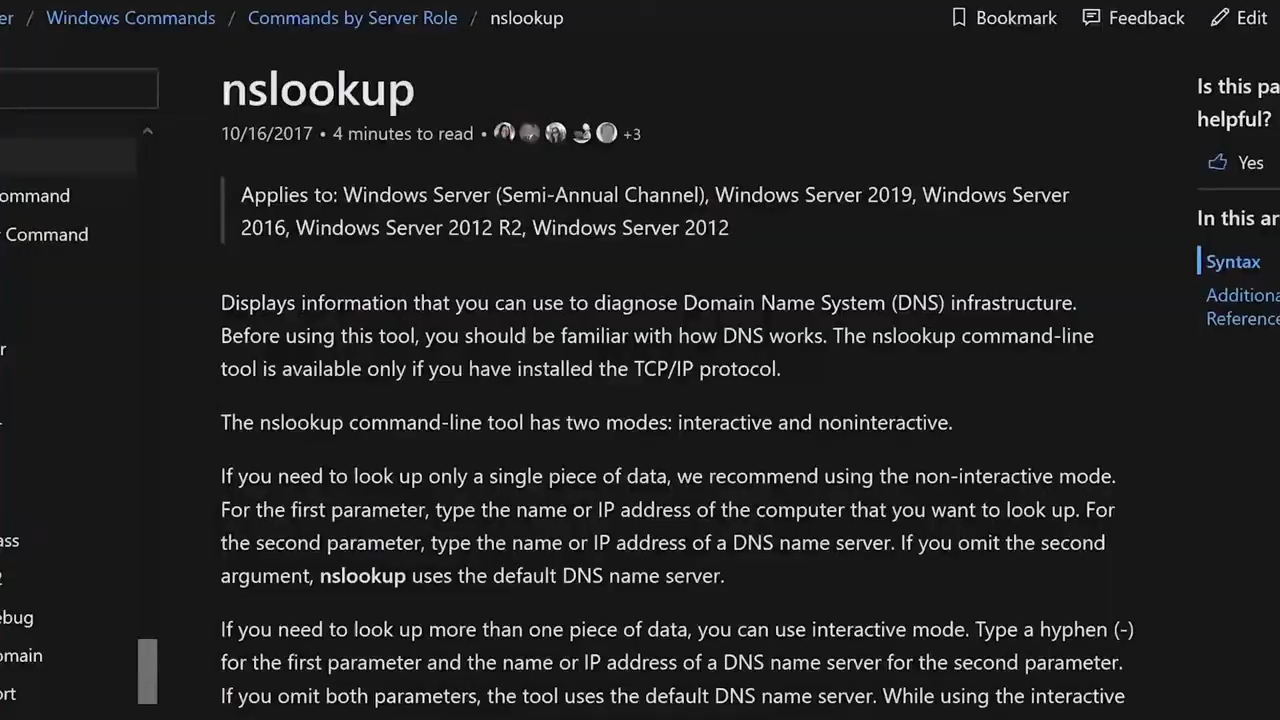 er / Windows Commands / Commands by Server Role / nslookup
Bookmark Feedback Edit
nslookup
10/16/2017 • 4 minutes to read • +3
Applies to: Windows Server (Semi-Annual Channel), Windows Server 2019, Windows Server
2016, Windows Server 2012 R2, Windows Server 2012
Displays information that you can use to diagnose Domain Name System (DNS) infrastructure.
Before using this tool, you should be familiar with how DNS works. The nslookup command-line
tool is available only if you have installed the TCP/IP protocol.
The nslookup command-line tool has two modes: interactive and noninteractive.
If you need to look up only a single piece of data, we recommend using the non-interactive mode.
For the first parameter, type the name or IP address of the computer that you want to look up. For
the second parameter, type the name or IP address of a DNS name server. If you omit the second
argument, nslookup uses the default DNS name server.
If you need to look up more than one piece of data, you can use interactive mode. Type a hyphen (-)
for the first parameter and the name or IP address of a DNS name server for the second parameter.
If you omit both parameters, the tool uses the default DNS name server. While using the interactive
ommand
Command
r
ass
2
ebug
omain
ort
Is this pa
helpful?
Yes
In this ar
Syntax
Additiona
Reference